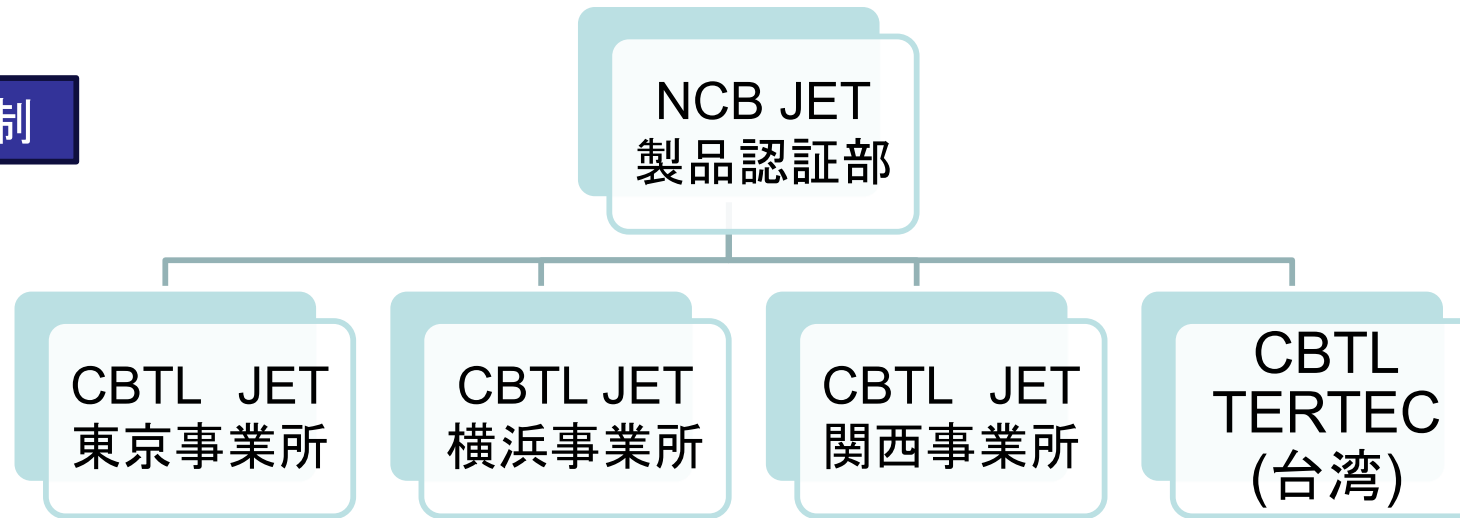 制
NCB JET
製品認証部
CBTL JET
東京事業所
CBTL JET
横浜事業所
CBTL JET
関西事業所
CBTL
TERTEC
(台湾)